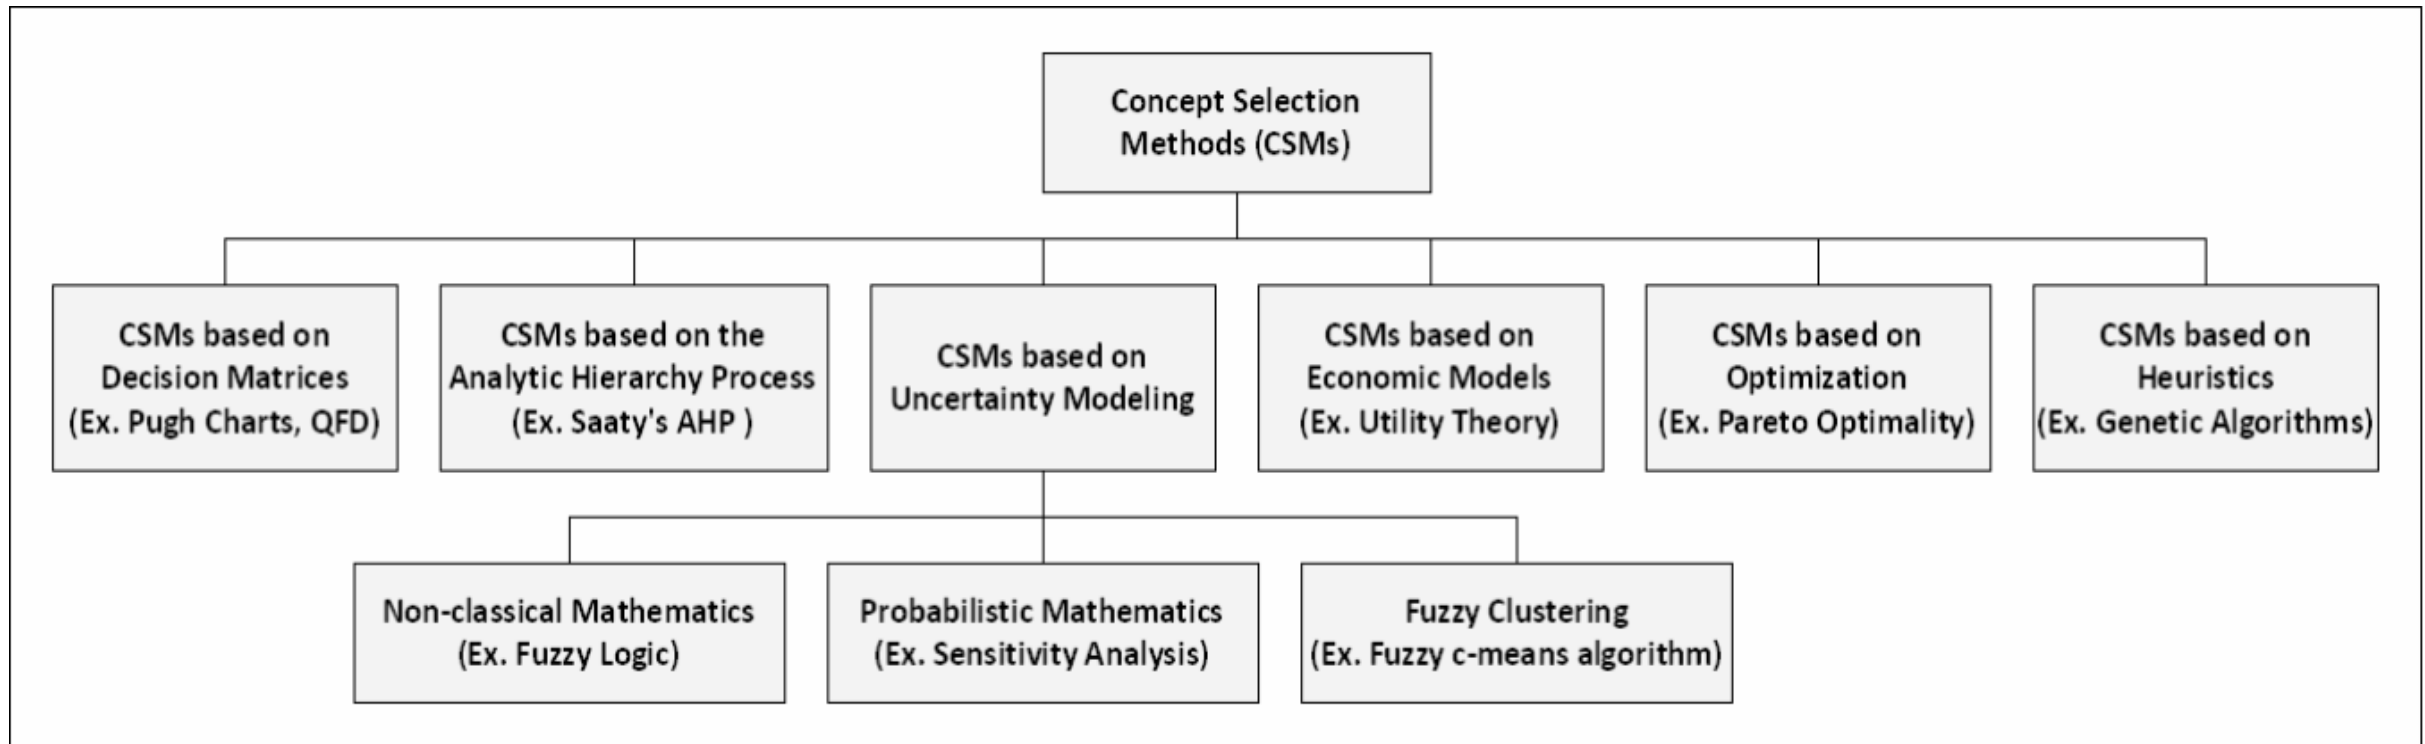 Concept Selection
Methods (CSMs)
CSMs based on
Decision Matrices
(Ex. Pugh Charts, QFD)
CSMs based on the
Analytic Hierarchy Process
(Ex. Saaty's AHP )
CSMs based on
Uncertainty Modeling
CSMs based on
Economic Models
(Ex. Utility Theory)
CSMs based on
Optimization
(Ex. Pareto Optimality)
CSMs based on
Heuristics
(Ex. Genetic Algorithms)
Non-classical Mathematics
(Ex. Fuzzy Logic)
Probabilistic Mathematics
(Ex. Sensitivity Analysis)
Fuzzy Clustering
(Ex. Fuzzy c-means algorithm)